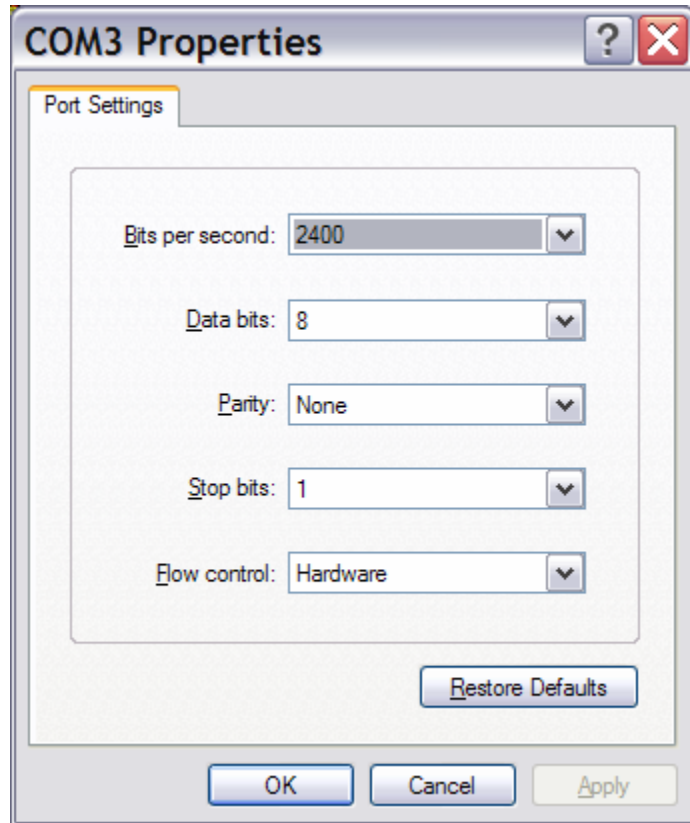 COM3 Properties
Port Settings
Bits per second: 2400
Data bits: 8
Parity: None
Stop bits: 1
Flow control: Hardware
Restore Defaults
OK Cancel Apply